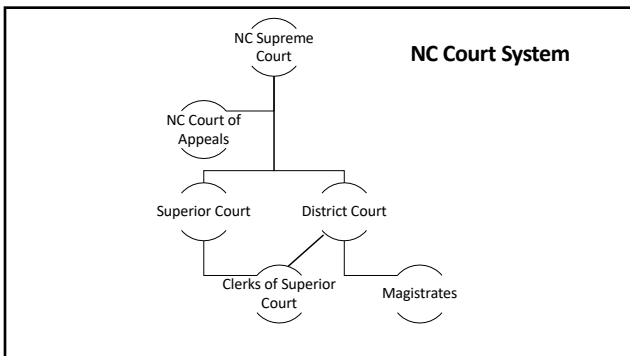 NC Supreme
Court
NC Court System
NC Court of
Appeals
Superior Court
District Court
Clerks of Superior
Court
Magistrates